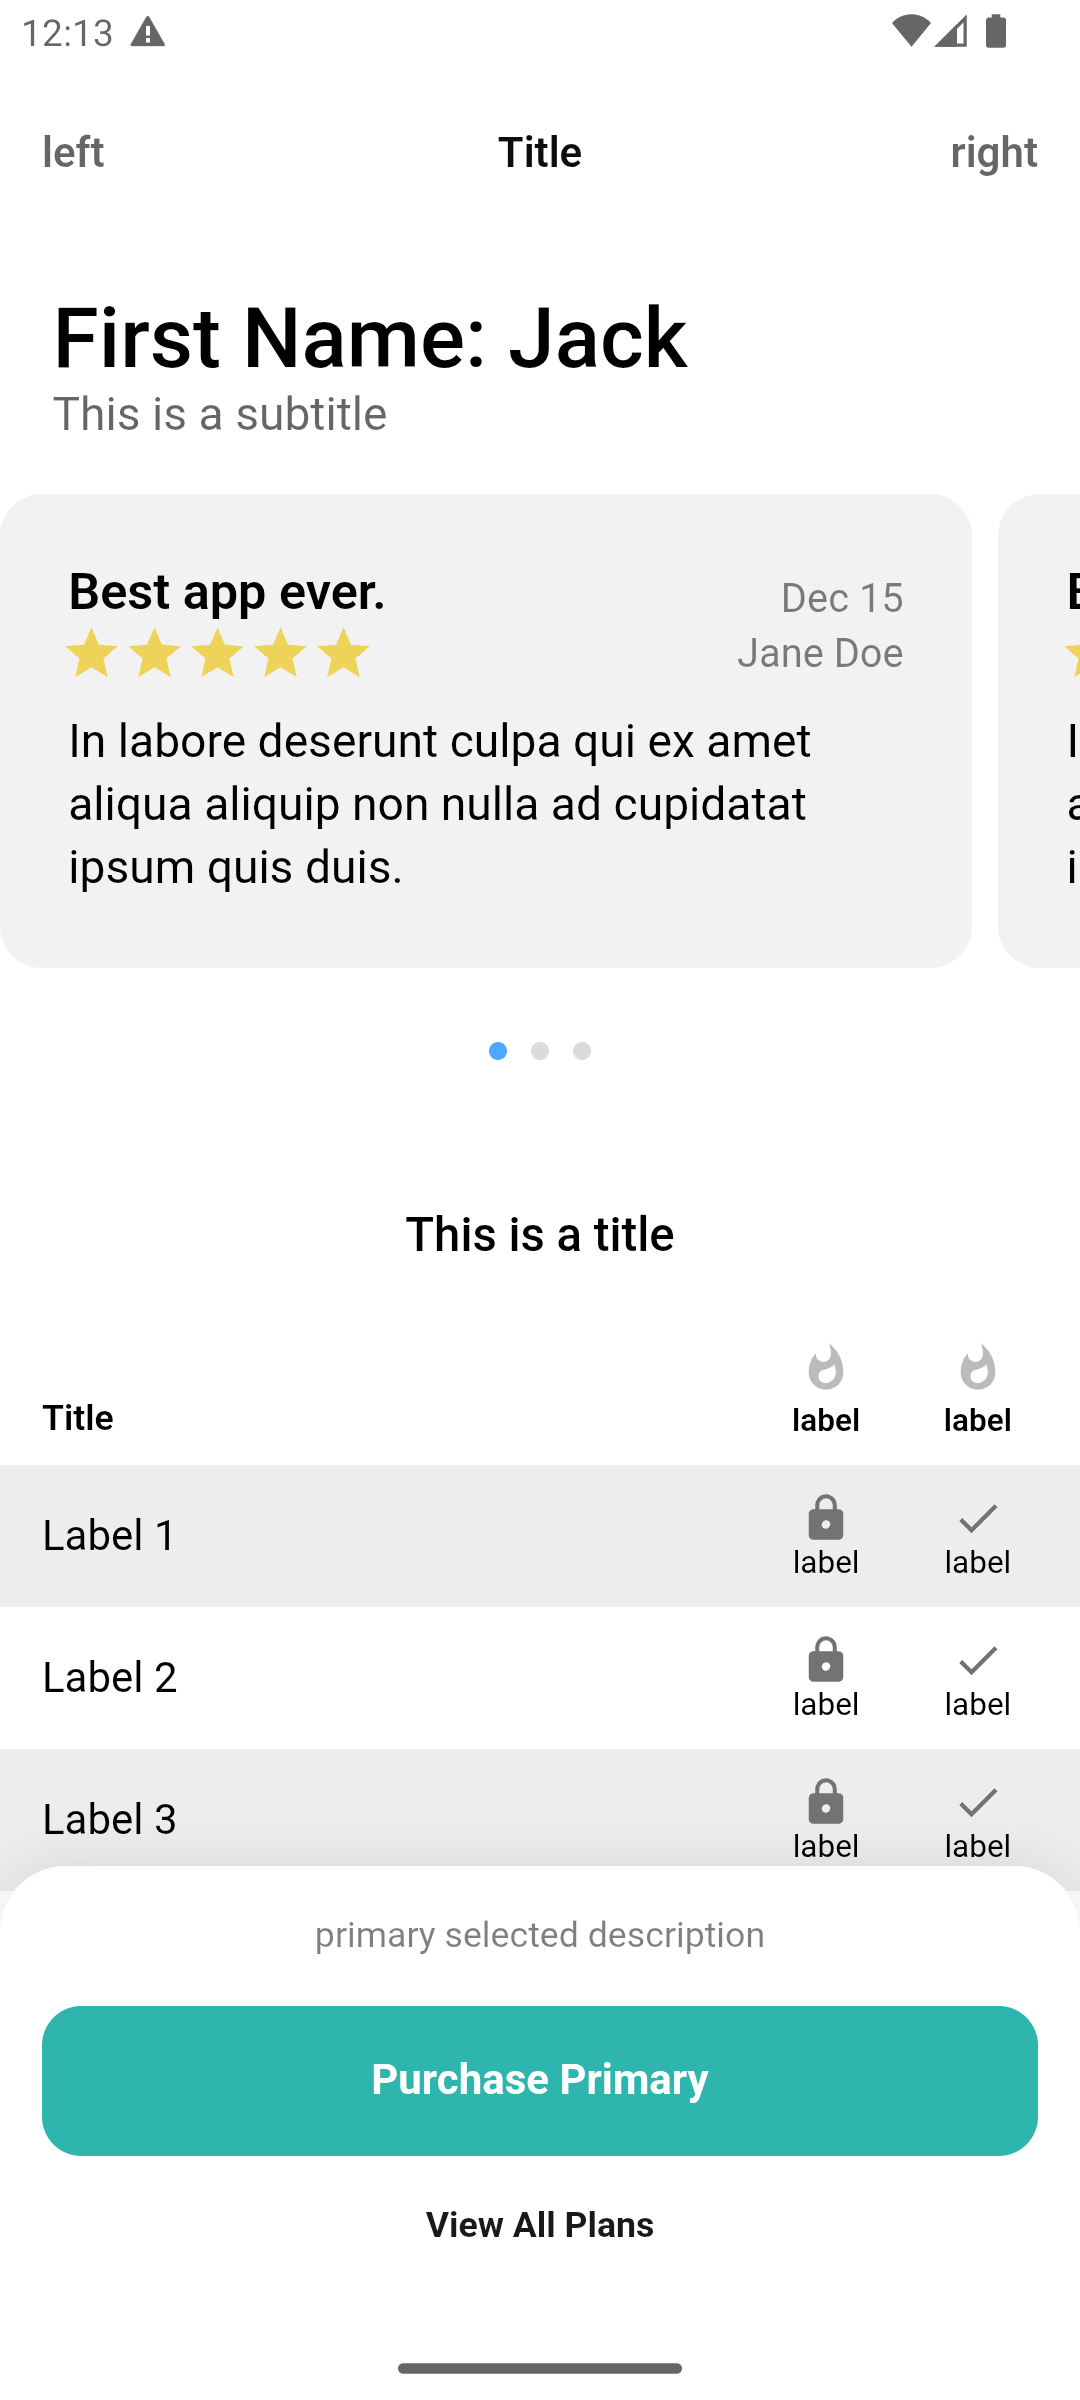 12:13
left Title right
First Name: Jack
This is a subtitle
Best app ever.
Dec 15
Jane Doe
In labore deserunt culpa qui ex amet
aliqua aliquip non nulla ad cupidatat
ipsum quis duis.
This is a title
Title label label
Label 1 label label
Label 2 label label
Label 3 label label
primary selected description
Purchase Primary
View All Plans